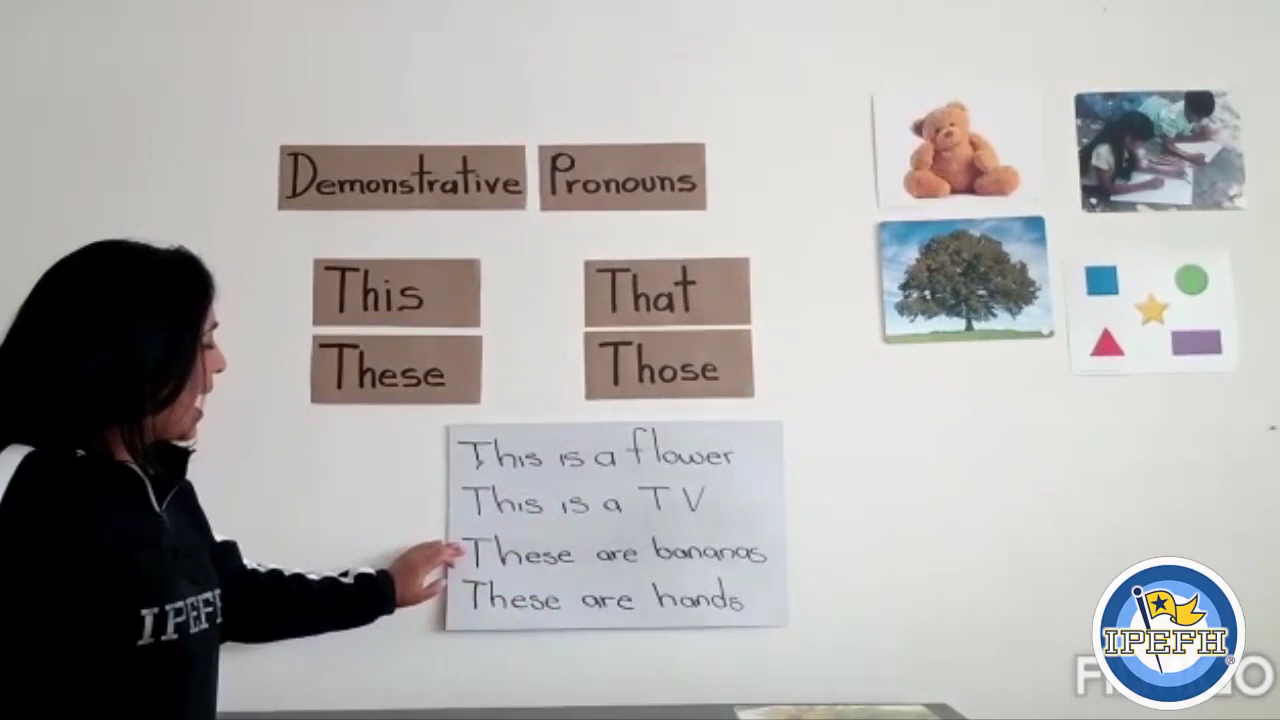 Demonstrative Pronouns
This That
These Those
This is a flower
This is a TV
These are bananas
These are hands
IPEFH
IPEFH